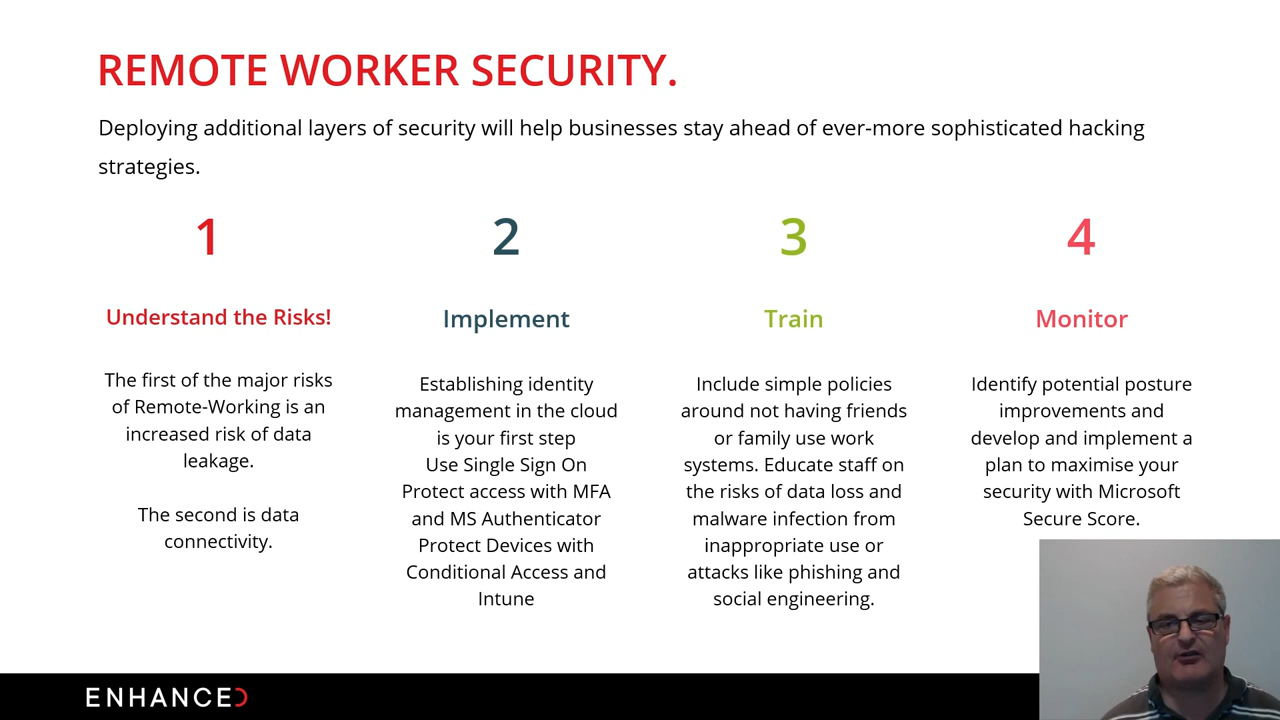 REMOTE WORKER SECURITY.
Deploying additional layers of security will help businesses stay ahead of ever-more sophisticated hacking
strategies.
1
Understand the Risks!
The first of the major risks
of Remote-Working is an
increased risk of data
leakage.
The second is data
connectivity.
2
Implement
Establishing identity
management in the cloud
is your first step
Use Single Sign On
Protect access with MFA
and MS Authenticator
Protect Devices with
Conditional Access and
Intune
3
Train
Include simple policies
around not having friends
or family use work
systems. Educate staff on
the risks of data loss and
malware infection from
inappropriate use or
attacks like phishing and
social engineering.
4
Monitor
Identify potential posture
improvements and
develop and implement a
plan to maximise your
security with Microsoft
Secure Score.
ENHANCED